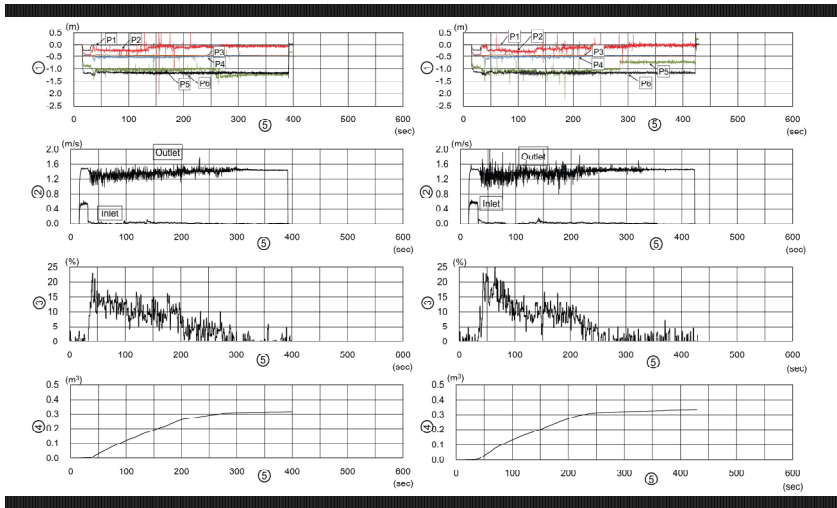 (m)
0.5
0.0
-0.5
-1.0
-1.5
-2.0
-2.5
①
P1
P2
P3
P4
P5
P6
0 100 200 300 400 500 600
⑤
(sec)
(m)
0.5
0.0
-0.5
-1.0
-1.5
-2.0
-2.5
①
P1
P2
P3
P4
P5
P6
0 100 200 300 400 500 600
⑤
(sec)
(m/s)
2.0
1.6
1.2
0.8
0.4
0.0
②
Outlet
Inlet
0 100 200 300 400 500 600
⑤
(sec)
(m/s)
2.0
1.6
1.2
0.8
0.4
0.0
②
Outlet
Inlet
0 100 200 300 400 500 600
⑤
(sec)
(%)
25
20
15
10
5
0
③
0 100 200 300 400 500 600
⑤
(sec)
(%)
25
20
15
10
5
0
③
0 100 200 300 400 500 600
⑤
(sec)
(m³)
0.5
0.4
0.3
0.2
0.1
0.0
④
0 100 200 300 400 500 600
⑤
(sec)
(m³)
0.5
0.4
0.3
0.2
0.1
0.0
④
0 100 200 300 400 500 600
⑤
(sec)